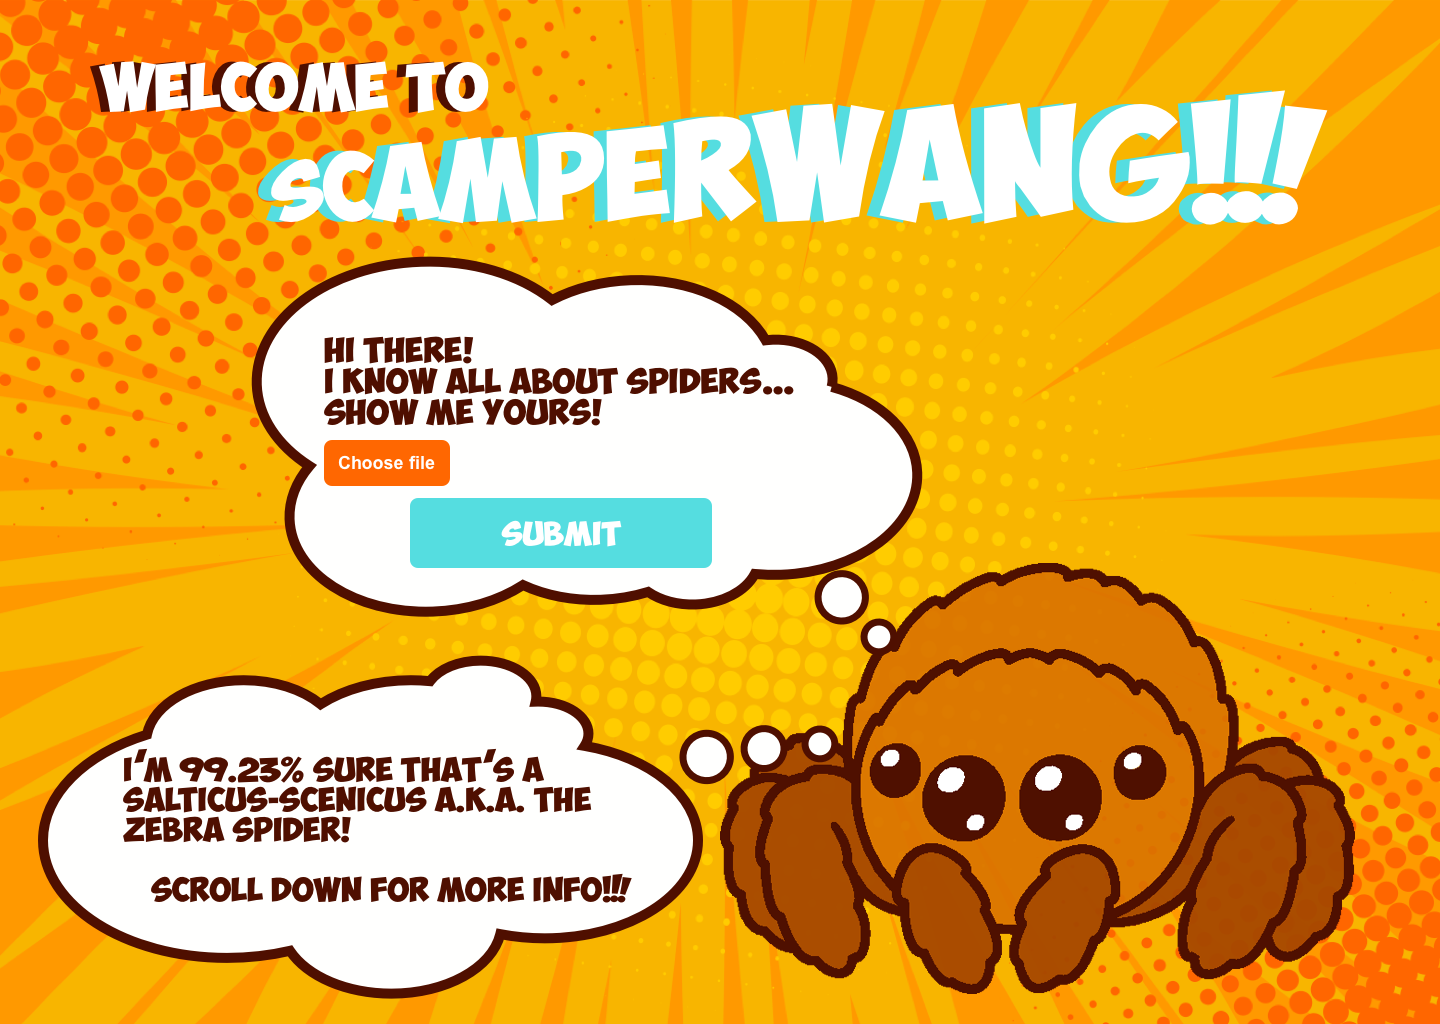 WELCOME TO
SCAMPERWANG!!!
HI THERE!
I KNOW ALL ABOUT SPIDERS...
SHOW ME YOURS!
Choose file
SUBMIT
I'M 99.23% SURE THAT'S A
SALTICUS-SCENICUS A.K.A. THE
ZEBRA SPIDER!
SCROLL DOWN FOR MORE INFO!!!